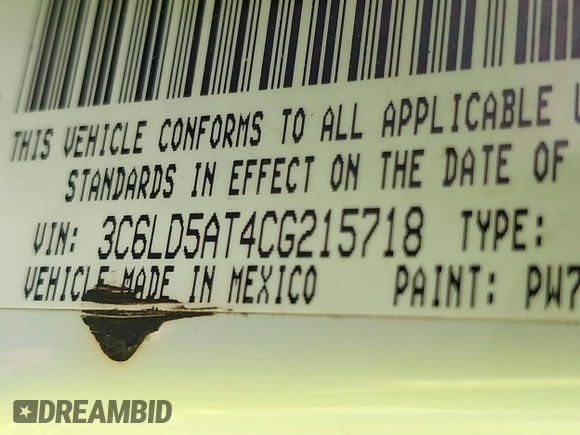 THIS VEHICLE CONFORMS TO ALL APPLICABLE
STANDARDS IN EFFECT ON THE DATE OF
VIN: 3C6LD5AT4CG215718 TYPE:
VEHICLE MADE IN MEXICO PAINT: PW7
DREAMBID